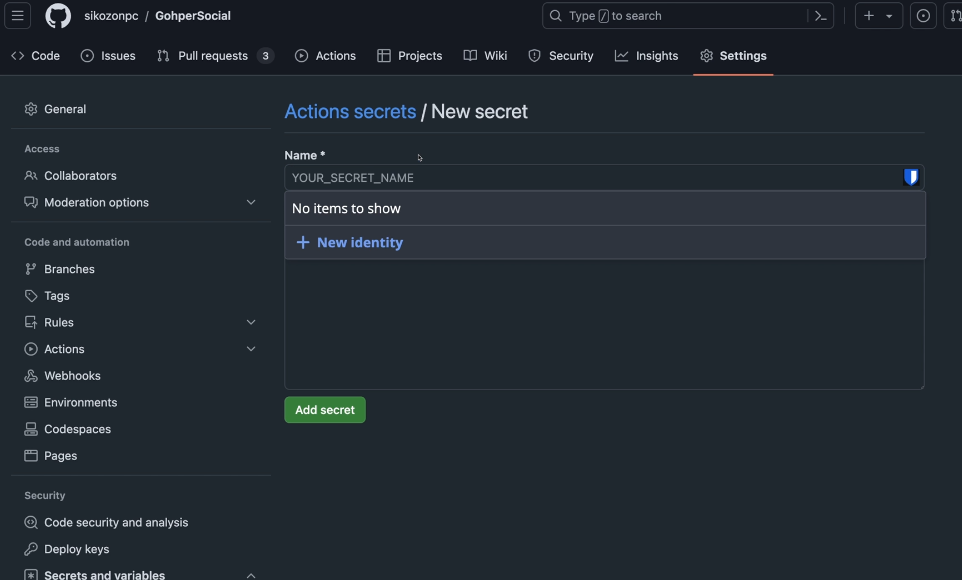 sikozonpc / GohperSocial
Type / to search
Code Issues Pull requests 3 Actions Projects Wiki Security Insights Settings
General
Access
Collaborators
Moderation options
Code and automation
Branches
Tags
Rules
Actions
Webhooks
Environments
Codespaces
Pages
Security
Code security and analysis
Deploy keys
Secrets and variables
Actions secrets / New secret
Name *
YOUR_SECRET_NAME
No items to show
New identity
Add secret